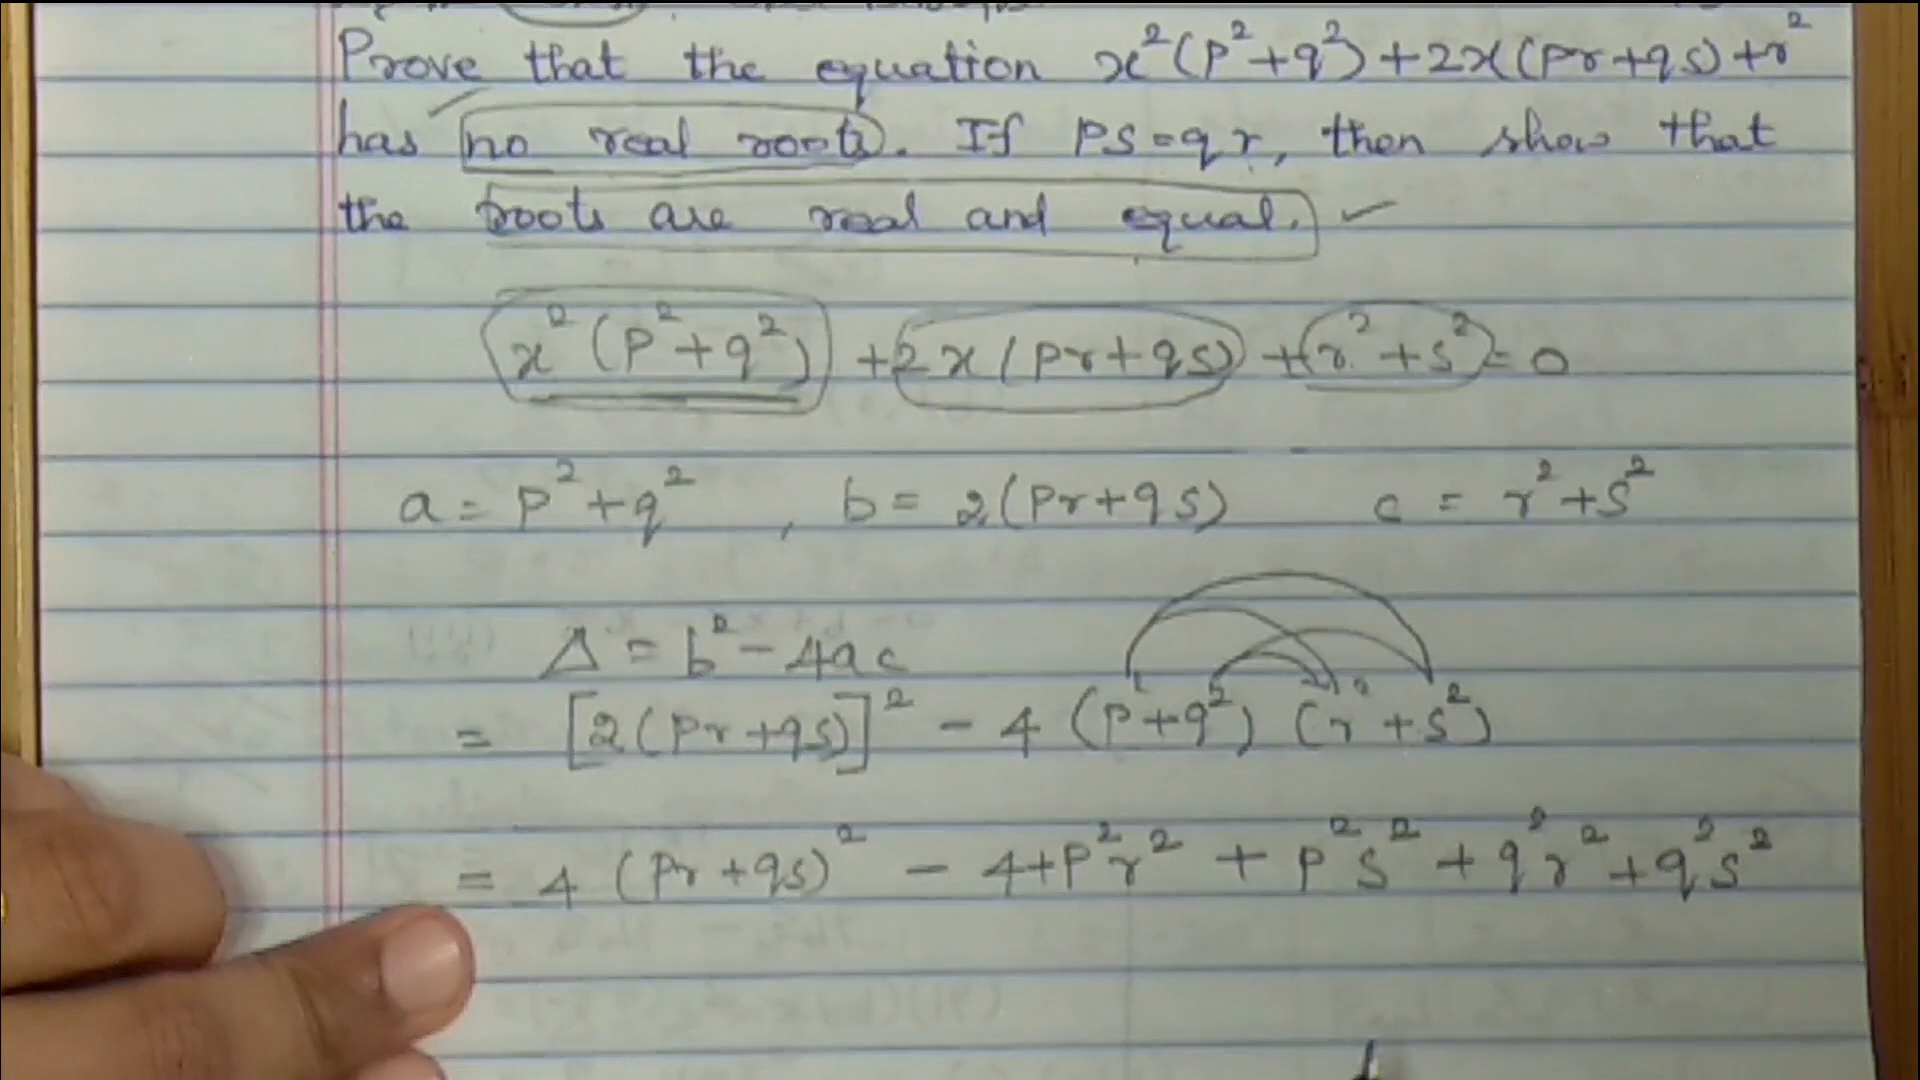 Prove that the equation x²(p²+q²)+2x(pr+qs)+r²
has no real roots. If ps=qr, then show that
the roots are real and equal.
x²(p²+q²) +2x(pr+qs) +r²+s²=0
a = p²+q² , b = 2(pr+qs) c = r²+s²
Δ = b²-4ac
= [2(pr+qs)]² - 4 (p²+q²) (r²+s²)
= 4 (pr+qs)² - 4+p²r² + p²s² + q²r² + q²s²